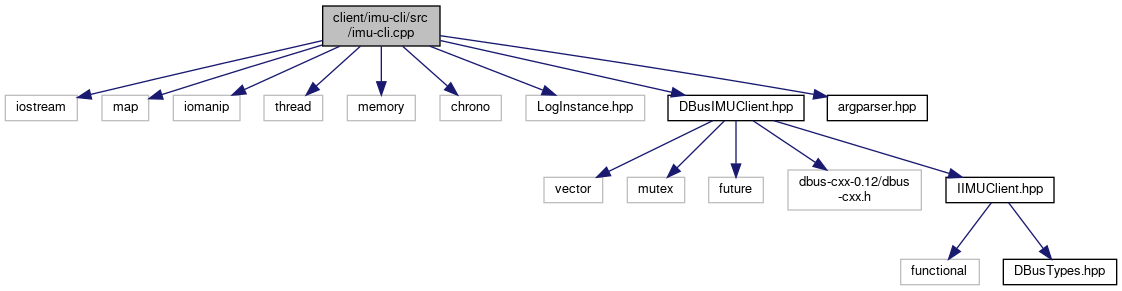 client/imu-cli/src
/imu-cli.cpp
iostream
map
iomanip
thread
memory
chrono
LogInstance.hpp
DBusIMUClient.hpp
argparser.hpp
vector
mutex
future
dbus-cxx-0.12/dbus
-cxx.h
IIMUClient.hpp
functional
DBusTypes.hpp